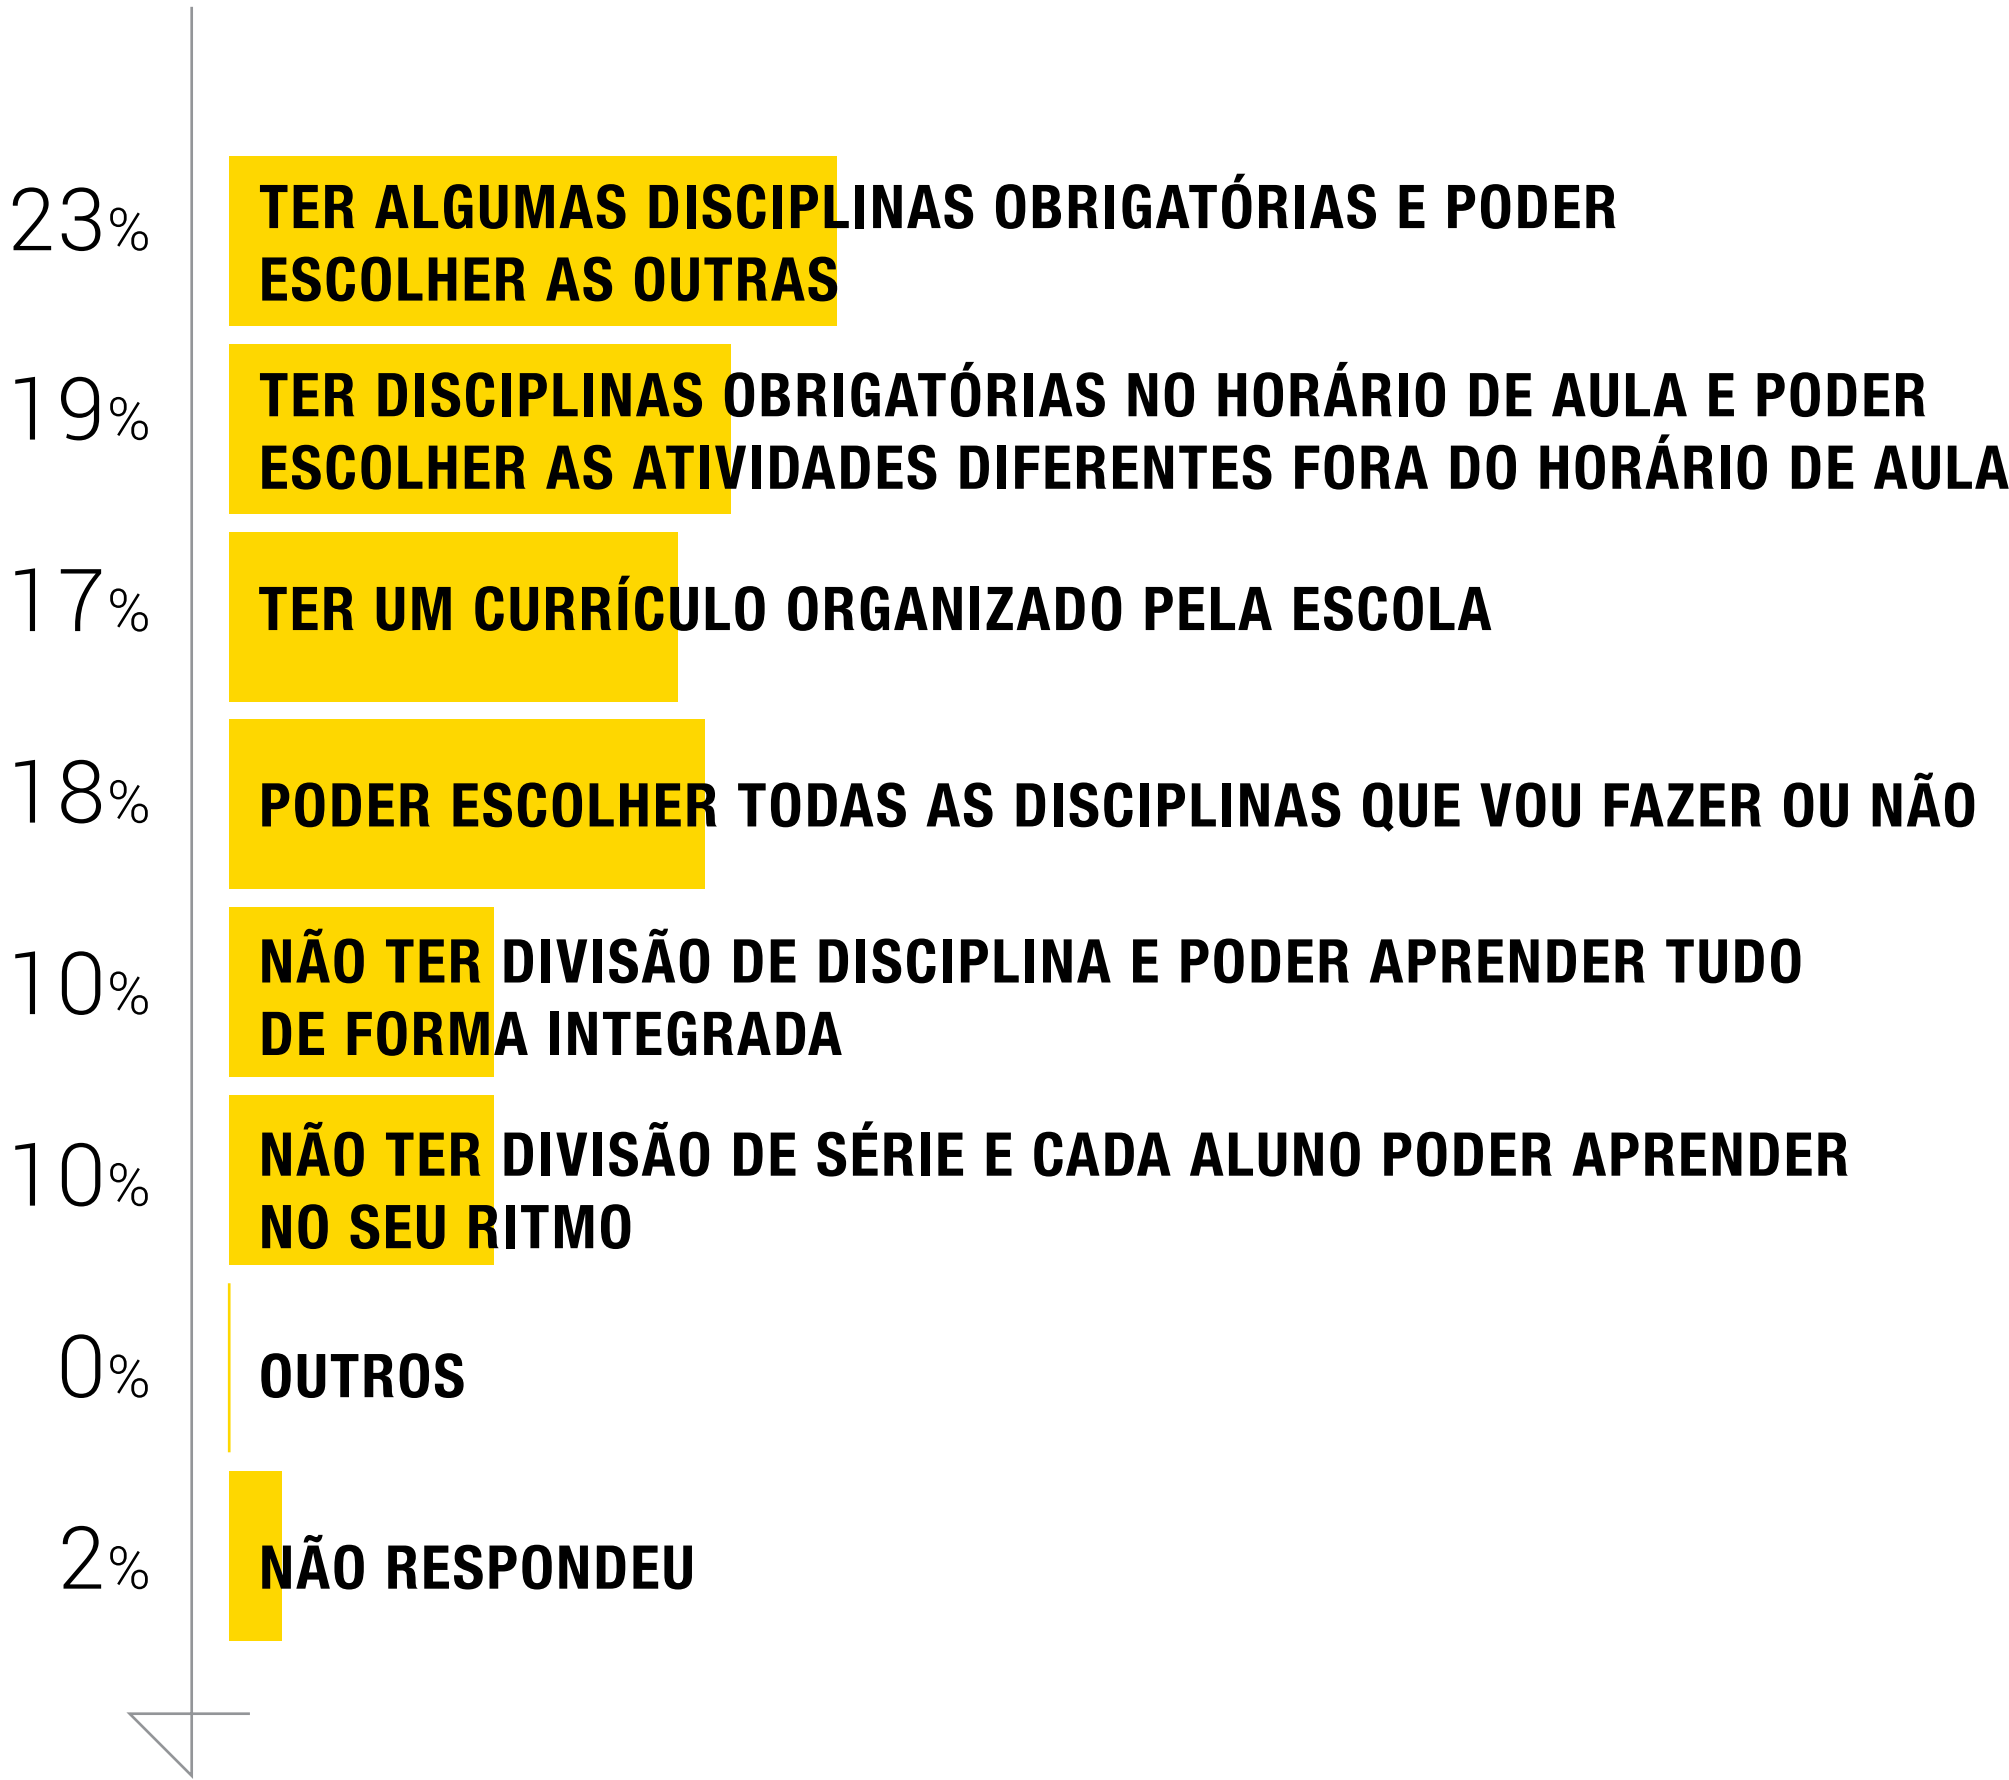 23%
TER ALGUMAS DISCIPLINAS OBRIGATÓRIAS E PODER
ESCOLHER AS OUTRAS
19%
TER DISCIPLINAS OBRIGATÓRIAS NO HORÁRIO DE AULA E PODER
ESCOLHER AS ATIVIDADES DIFERENTES FORA DO HORÁRIO DE AULA
17%
TER UM CURRÍCULO ORGANIZADO PELA ESCOLA
18%
PODER ESCOLHER TODAS AS DISCIPLINAS QUE VOU FAZER OU NÃO
10%
NÃO TER DIVISÃO DE DISCIPLINA E PODER APRENDER TUDO
DE FORMA INTEGRADA
10%
NÃO TER DIVISÃO DE SÉRIE E CADA ALUNO PODER APRENDER
NO SEU RITMO
0%
OUTROS
2%
NÃO RESPONDEU